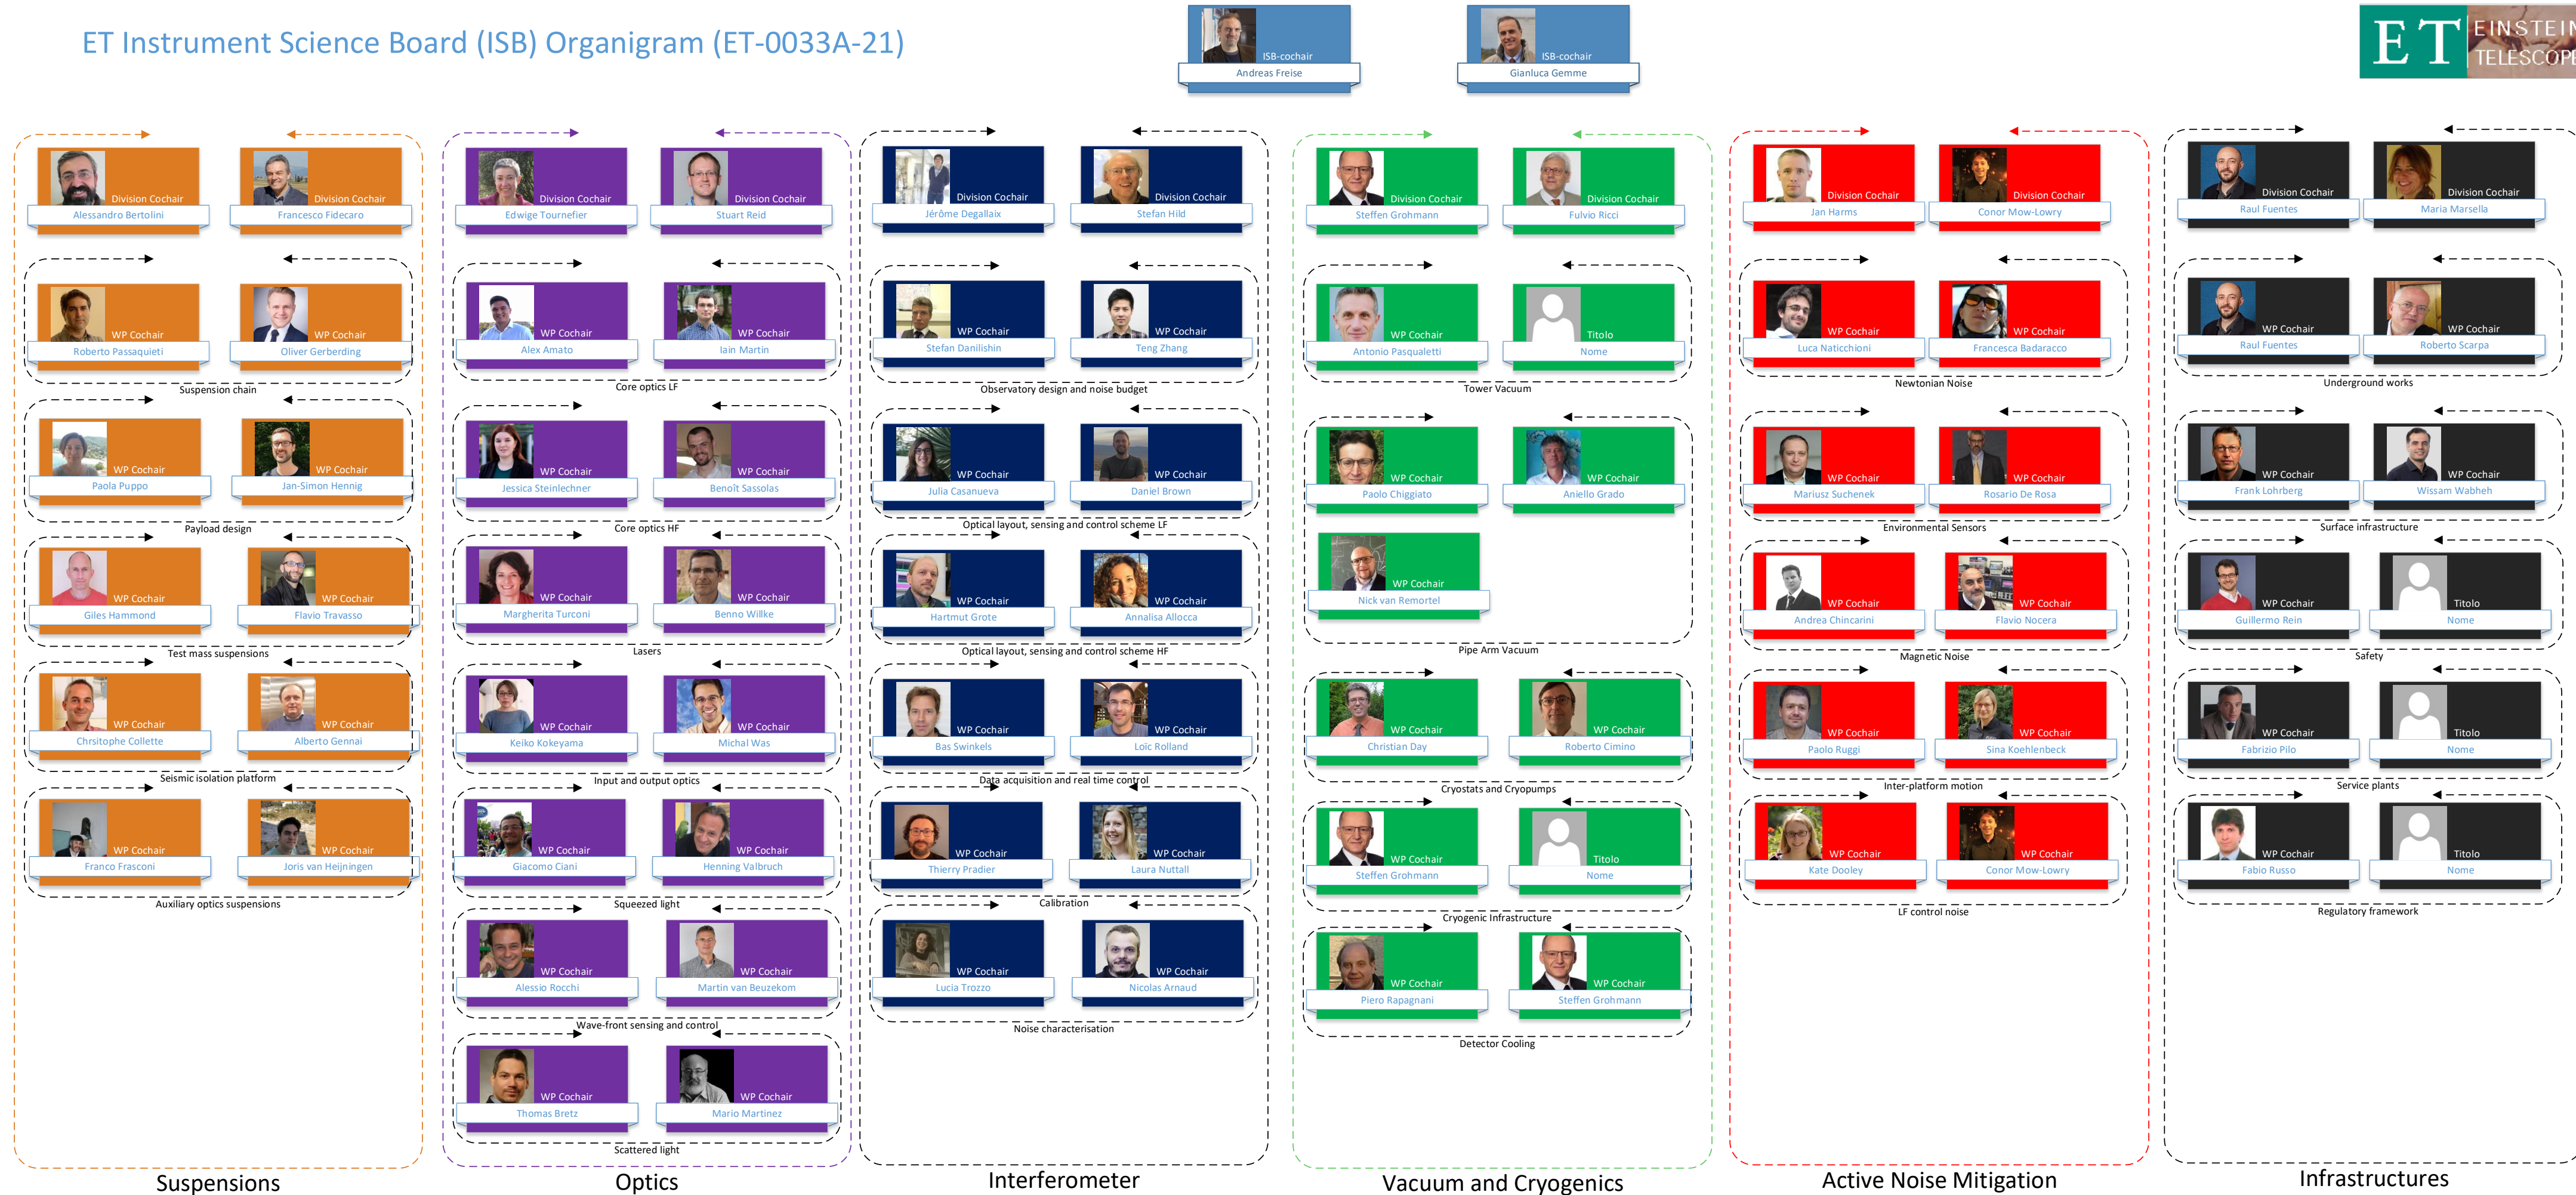 ET Instrument Science Board (ISB) Organigram (ET-0033A-21)
ISB-cochair
Andreas Freise
ISB-cochair
Gianluca Gemme
ET EINSTEIN
TELESCOPE
Division Cochair
Alessandro Bertolini
Division Cochair
Francesco Fidecaro
WP Cochair
Roberto Passaquieti
WP Cochair
Oliver Gerberding
Suspension chain
WP Cochair
Paola Puppo
WP Cochair
Jan-Simon Hennig
Payload design
WP Cochair
Giles Hammond
WP Cochair
Flavio Travasso
Test mass suspensions
WP Cochair
Chrsitophe Collette
WP Cochair
Alberto Gennai
Seismic isolation platform
WP Cochair
Franco Frasconi
WP Cochair
Joris van Heijningen
Auxiliary optics suspensions
Suspensions
Division Cochair
Edwige Tournefier
Division Cochair
Stuart Reid
WP Cochair
Alex Amato
WP Cochair
Iain Martin
Core optics LF
WP Cochair
Jessica Steinlechner
WP Cochair
Benoît Sassolas
Core optics HF
WP Cochair
Margherita Turconi
WP Cochair
Benno Willke
Lasers
WP Cochair
Keiko Kokeyama
WP Cochair
Michal Was
Input and output optics
WP Cochair
Giacomo Ciani
WP Cochair
Henning Valbruch
Squeezed light
WP Cochair
Alessio Rocchi
WP Cochair
Martin van Beuzekom
Wave-front sensing and control
WP Cochair
Thomas Bretz
WP Cochair
Mario Martinez
Scattered light
Optics
Division Cochair
Jérôme Degallaix
Division Cochair
Stefan Hild
WP Cochair
Stefan Danilishin
WP Cochair
Teng Zhang
Observatory design and noise budget
WP Cochair
Julia Casanueva
WP Cochair
Daniel Brown
Optical layout, sensing and control scheme LF
WP Cochair
Hartmut Grote
WP Cochair
Annalisa Allocca
Optical layout, sensing and control scheme HF
WP Cochair
Bas Swinkels
WP Cochair
Loïc Rolland
Data acquisition and real time control
WP Cochair
Thierry Pradier
WP Cochair
Laura Nuttall
Calibration
WP Cochair
Lucia Trozzo
WP Cochair
Nicolas Arnaud
Noise characterisation
Interferometer
Division Cochair
Steffen Grohmann
Division Cochair
Fulvio Ricci
WP Cochair
Antonio Pasqualetti
Titolo
Nome
Tower Vacuum
WP Cochair
Paolo Chiggiato
WP Cochair
Aniello Grado
WP Cochair
Nick van Remortel
Pipe Arm Vacuum
WP Cochair
Christian Day
WP Cochair
Roberto Cimino
Cryostats and Cryopumps
WP Cochair
Steffen Grohmann
Titolo
Nome
Cryogenic Infrastructure
WP Cochair
Piero Rapagnani
WP Cochair
Steffen Grohmann
Detector Cooling
Vacuum and Cryogenics
Division Cochair
Jan Harms
Division Cochair
Conor Mow-Lowry
WP Cochair
Luca Naticchioni
WP Cochair
Francesca Badaracco
Newtonian Noise
WP Cochair
Mariusz Suchenek
WP Cochair
Rosario De Rosa
Environmental Sensors
WP Cochair
Andrea Chincarini
WP Cochair
Flavio Nocera
Magnetic Noise
WP Cochair
Paolo Ruggi
WP Cochair
Sina Koehlenbeck
Inter-platform motion
WP Cochair
Kate Dooley
WP Cochair
Conor Mow-Lowry
LF control noise
Active Noise Mitigation
Division Cochair
Raul Fuentes
Division Cochair
Maria Marsella
WP Cochair
Raul Fuentes
WP Cochair
Roberto Scarpa
Underground works
WP Cochair
Frank Lohrberg
WP Cochair
Wissam Wabheh
Surface infrastructure
WP Cochair
Guillermo Rein
Titolo
Nome
Safety
WP Cochair
Fabrizio Pilo
Titolo
Nome
Service plants
WP Cochair
Fabio Russo
Titolo
Nome
Regulatory framework
Infrastructures